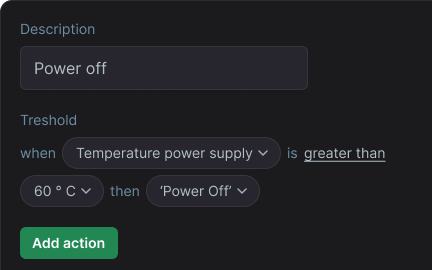 Description
Power off
Treshold
when Temperature power supply is greater than
60 ° C then ‘Power Off’
Add action